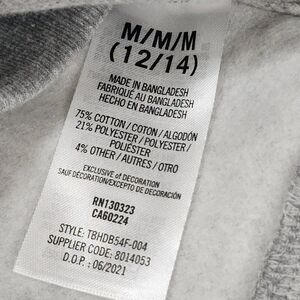 M/M/M
(12/14)
MADE IN BANGLADESH
FABRIQUÉ AU BANGLADESH
HECHO EN BANGLADESH
75% COTTON / COTON / ALGODÓN
21% POLYESTER / POLYESTER /
POLIÉSTER
4% OTHER / AUTRES / OTRO
EXCLUSIVE of DECORATION
SAUF DÉCORATION/EXCEPTO DE DECORACIÓN
RN130323
CA60224
STYLE: TBHDB54F-004
SUPPLIER CODE: 8014053
D.O.P. : 06/2021